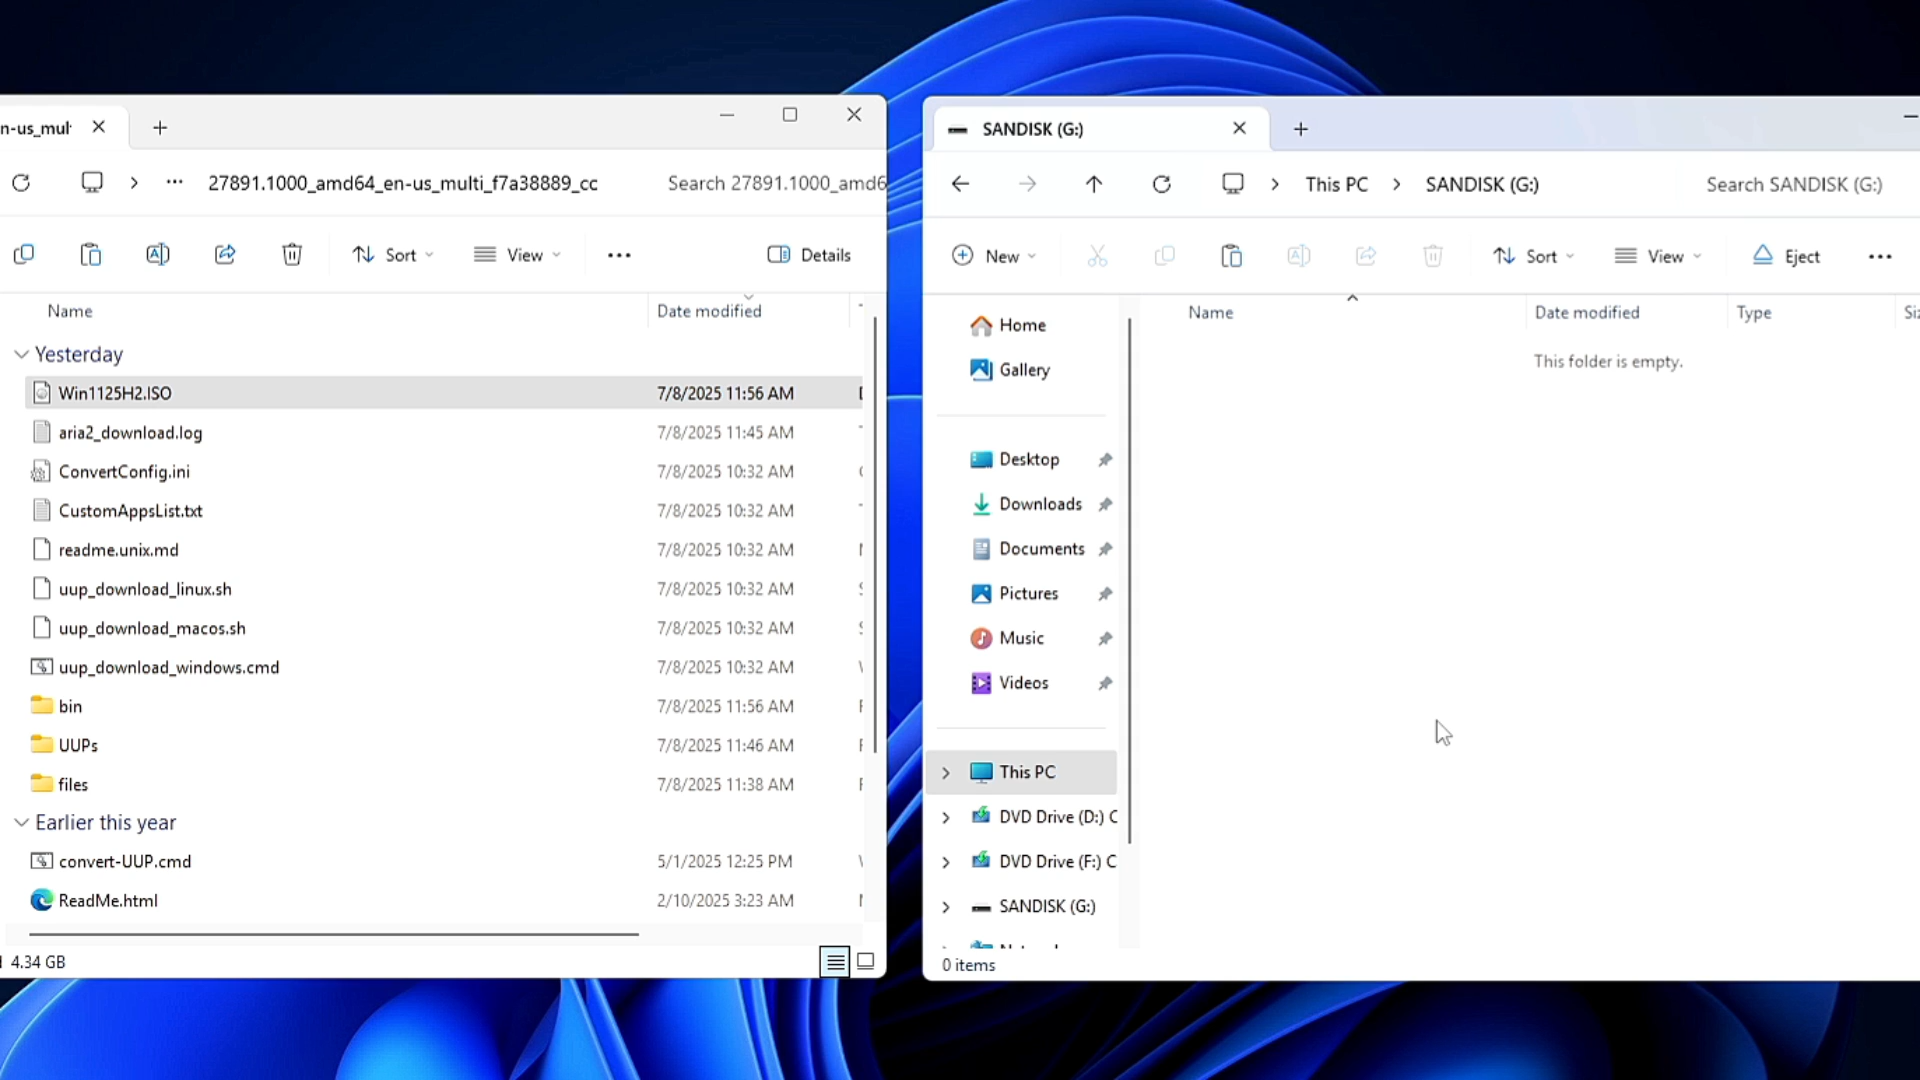 n-us_mul
27891.1000_amd64_en-us_multi_f7a38889_cc
Search 27891.1000_amd6
Sort
View
Details
Name
Date modified
Yesterday
Win1125H2.ISO
7/8/2025 11:56 AM
aria2_download.log
7/8/2025 11:45 AM
ConvertConfig.ini
7/8/2025 10:32 AM
CustomAppsList.txt
7/8/2025 10:32 AM
readme.unix.md
7/8/2025 10:32 AM
uup_download_linux.sh
7/8/2025 10:32 AM
uup_download_macos.sh
7/8/2025 10:32 AM
uup_download_windows.cmd
7/8/2025 10:32 AM
bin
7/8/2025 11:56 AM
UUPs
7/8/2025 11:46 AM
files
7/8/2025 11:38 AM
Earlier this year
convert-UUP.cmd
5/1/2025 12:25 PM
ReadMe.html
2/10/2025 3:23 AM
4.34 GB
SANDISK (G:)
This PC
SANDISK (G:)
Search SANDISK (G:)
New
Sort
View
Eject
Name
Date modified
Type
Siz
This folder is empty.
Home
Gallery
Desktop
Downloads
Documents
Pictures
Music
Videos
This PC
DVD Drive (D:) C
DVD Drive (F:) C
SANDISK (G:)
0 items